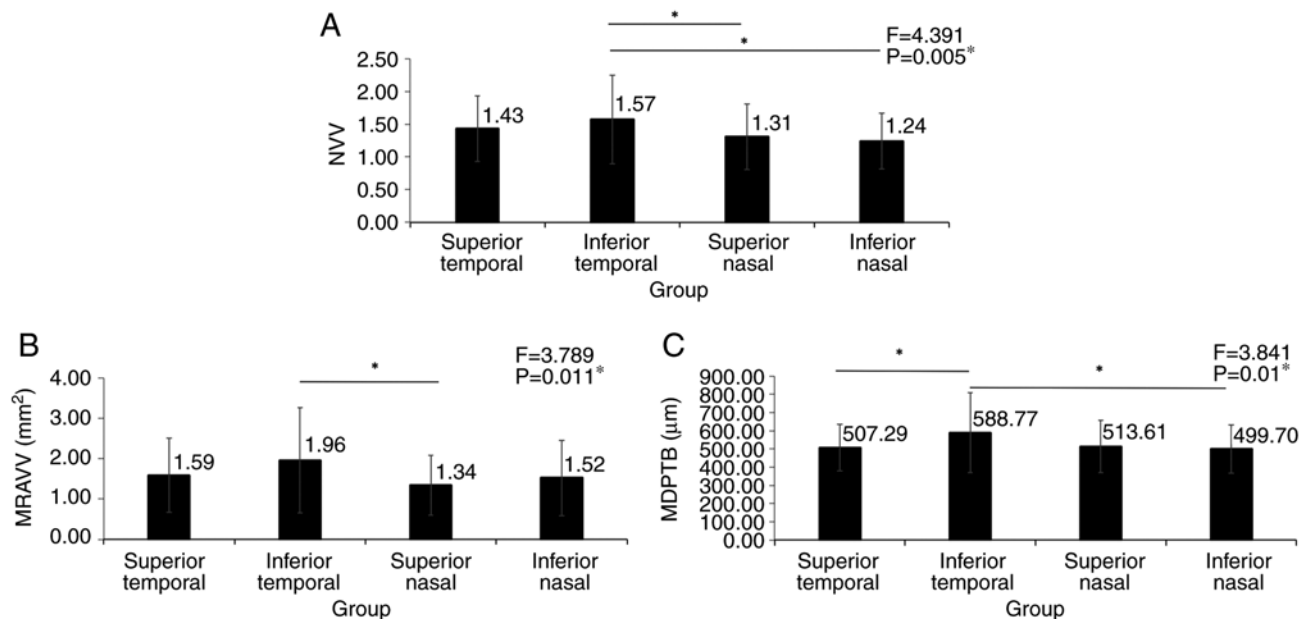 A
*
*
F=4.391
P=0.005*
NVV
2.50
2.00
1.50
1.00
0.50
0.00
1.43
1.57
1.31
1.24
Superior temporal
Inferior temporal
Superior nasal
Inferior nasal
Group
B
*
F=3.789
P=0.011*
MRAVV (mm²)
4.00
3.00
2.00
1.00
0.00
1.59
1.96
1.34
1.52
Superior temporal
Inferior temporal
Superior nasal
Inferior nasal
Group
C
*
*
F=3.841
P=0.01*
MDPTB (μm)
900.00
800.00
700.00
600.00
500.00
400.00
300.00
200.00
100.00
0.00
507.29
588.77
513.61
499.70
Superior temporal
Inferior temporal
Superior nasal
Inferior nasal
Group